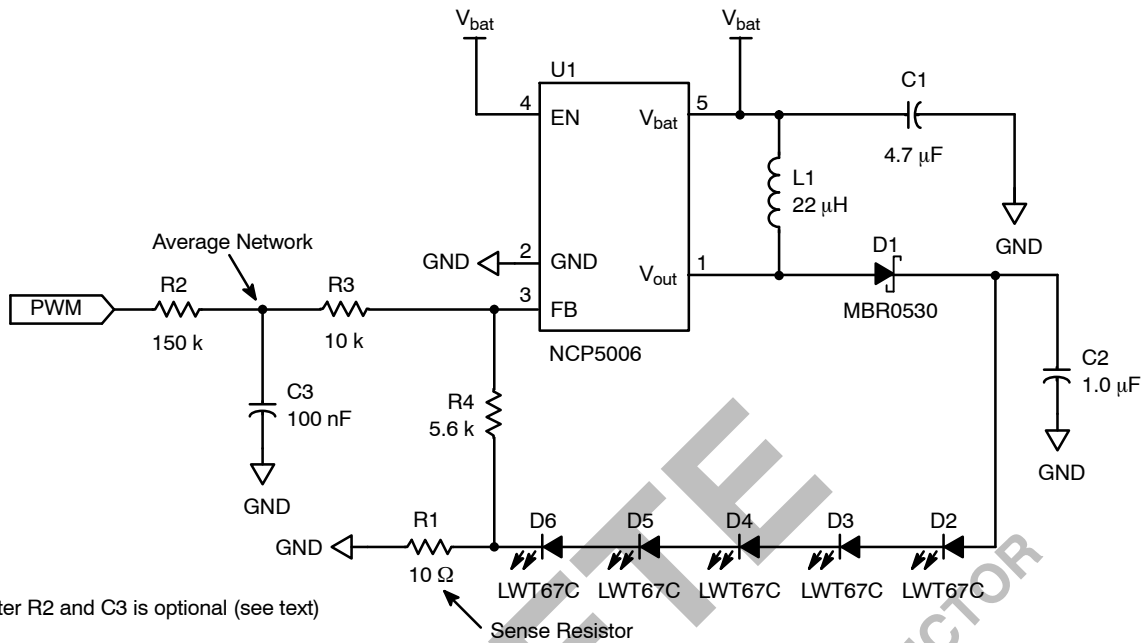 Vbat
Vbat
U1
4
EN
Vbat
5
C1
4.7 μF
L1
22 μH
GND
Average Network
GND
2
GND
Vout
1
D1
MBR0530
PWM
R2
150 k
R3
10 k
3
FB
NCP5006
C3
100 nF
GND
R4
5.6 k
C2
1.0 μF
GND
GND
R1
10 Ω
D6
D5
D4
D3
D2
LWT67C
LWT67C
LWT67C
LWT67C
LWT67C
R2 and C3 is optional (see text)
Sense Resistor